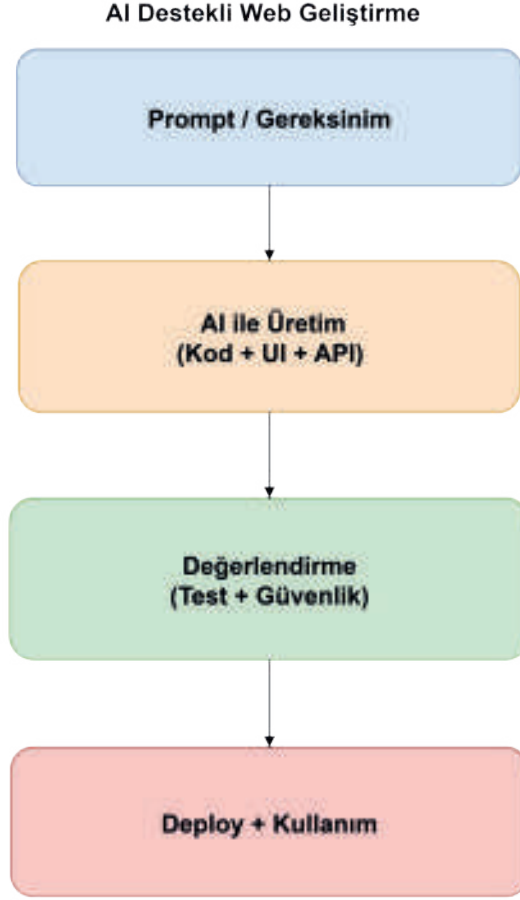 AI Destekli Web Geliştirme
Prompt / Gereksinim
AI ile Üretim
(Kod + UI + API)
Değerlendirme
(Test + Güvenlik)
Deploy + Kullanım